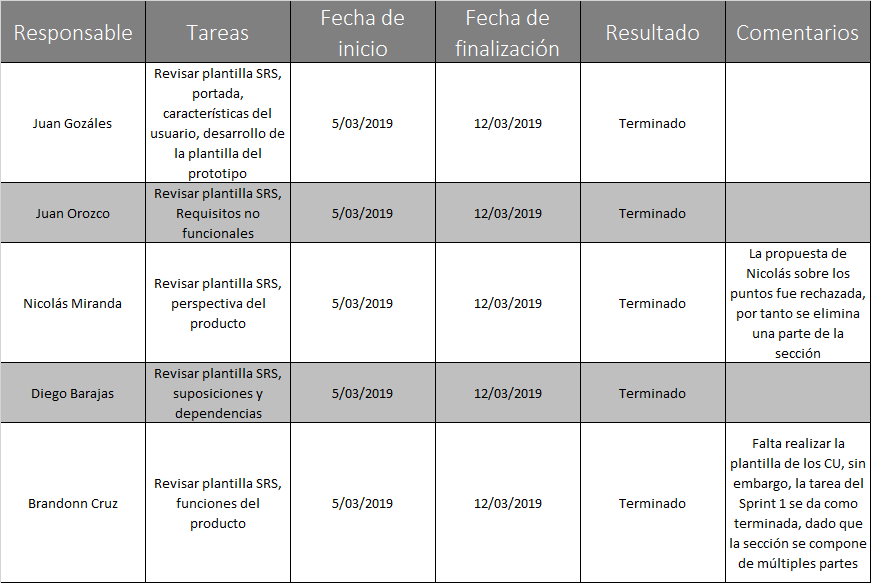 Responsable
Tareas
Fecha de
inicio
Fecha de
finalización
Resultado
Comentarios
Juan Gozáles
Revisar plantilla SRS,
portada,
características del
usuario, desarrollo de
la plantilla del
prototipo
5/03/2019
12/03/2019
Terminado
Juan Orozco
Revisar plantilla SRS,
Requisitos no
funcionales
5/03/2019
12/03/2019
Terminado
Nicolás Miranda
Revisar plantilla SRS,
perspectiva del
producto
5/03/2019
12/03/2019
Terminado
La propuesta de
Nicolás sobre los
puntos fue rechazada,
por tanto se elimina
una parte de la
sección
Diego Barajas
Revisar plantilla SRS,
suposiciones y
dependencias
5/03/2019
12/03/2019
Terminado
Brandonn Cruz
Revisar plantilla SRS,
funciones del
producto
5/03/2019
12/03/2019
Terminado
Falta realizar la
plantilla de los CU, sin
embargo, la tarea del
Sprint 1 se da como
terminada, dado que
la sección se compone
de múltiples partes